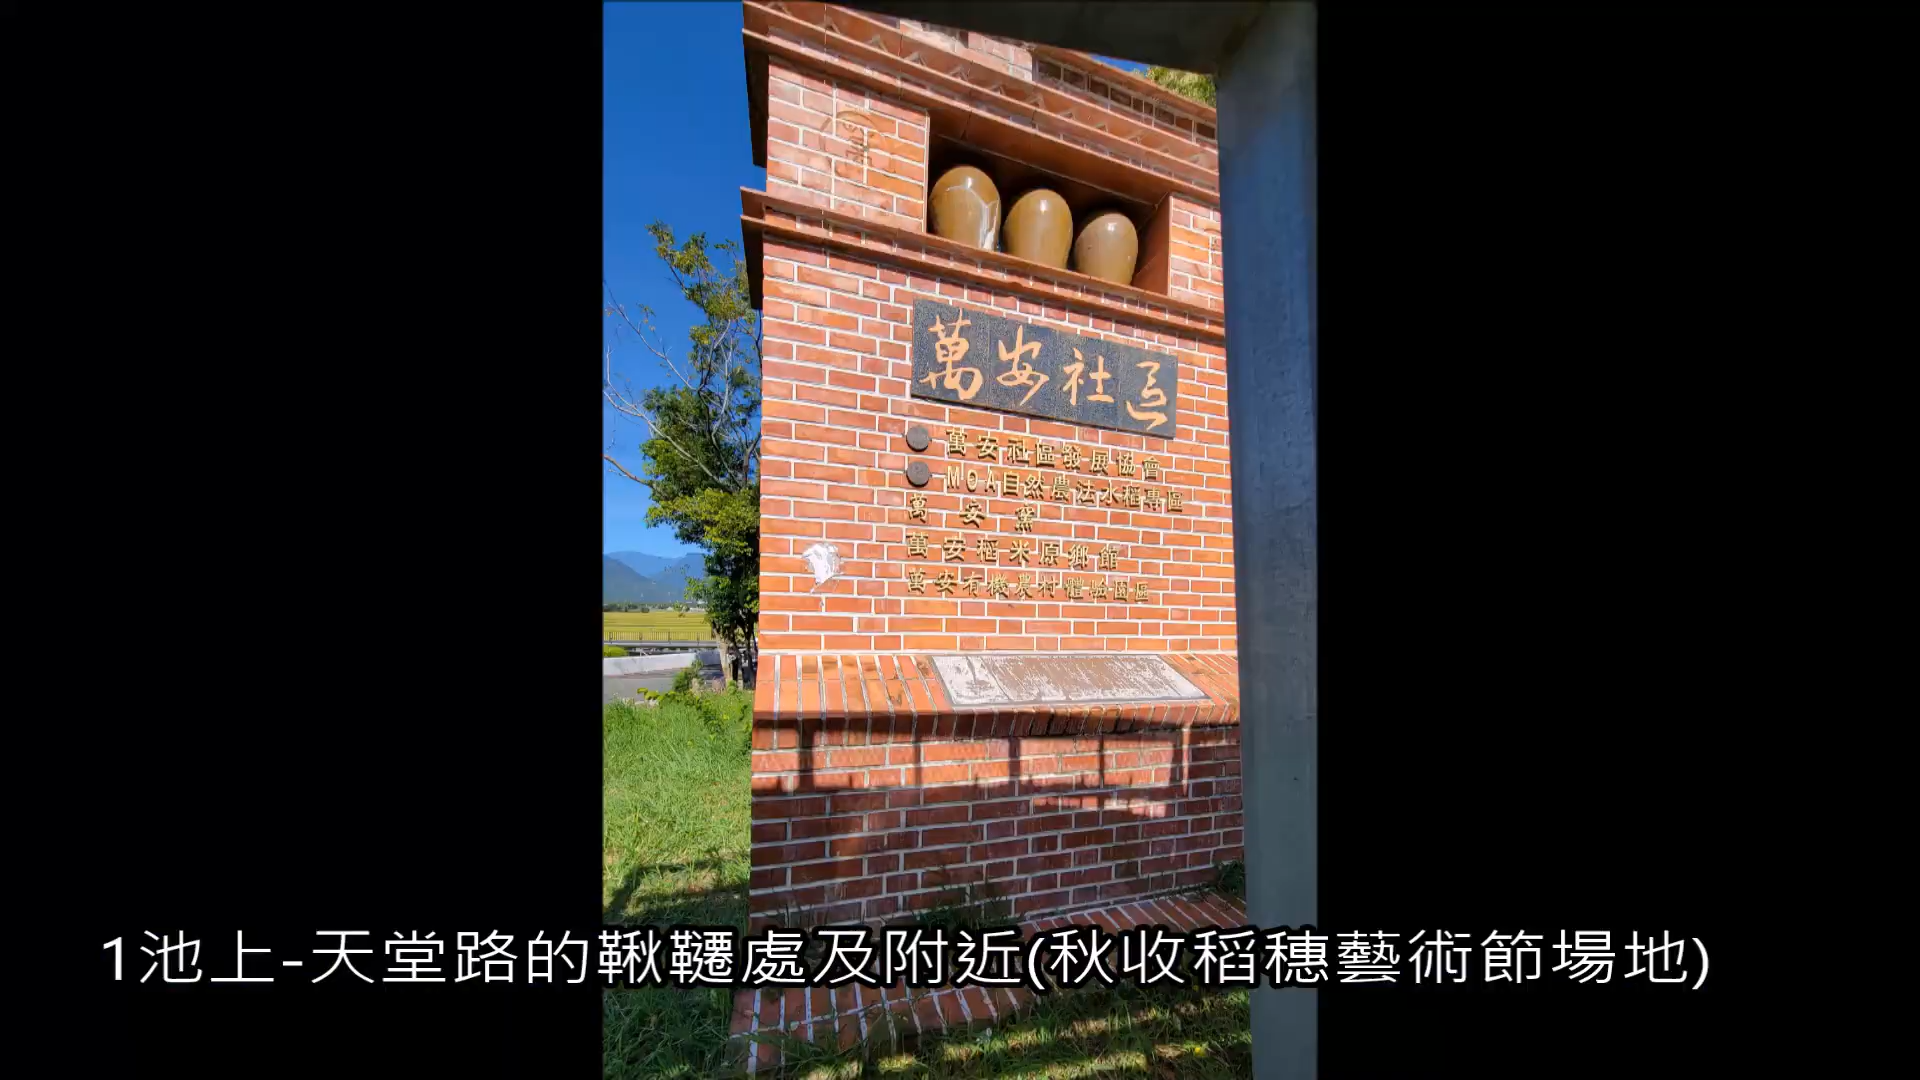 萬安社區
萬安社區發展協會
MOA自然農法水稻專區
萬安窯
萬安稻米原鄉館
萬安有機農村體驗園區
1池上-天堂路的鞦韆處及附近(秋收稻穗藝術節場地)